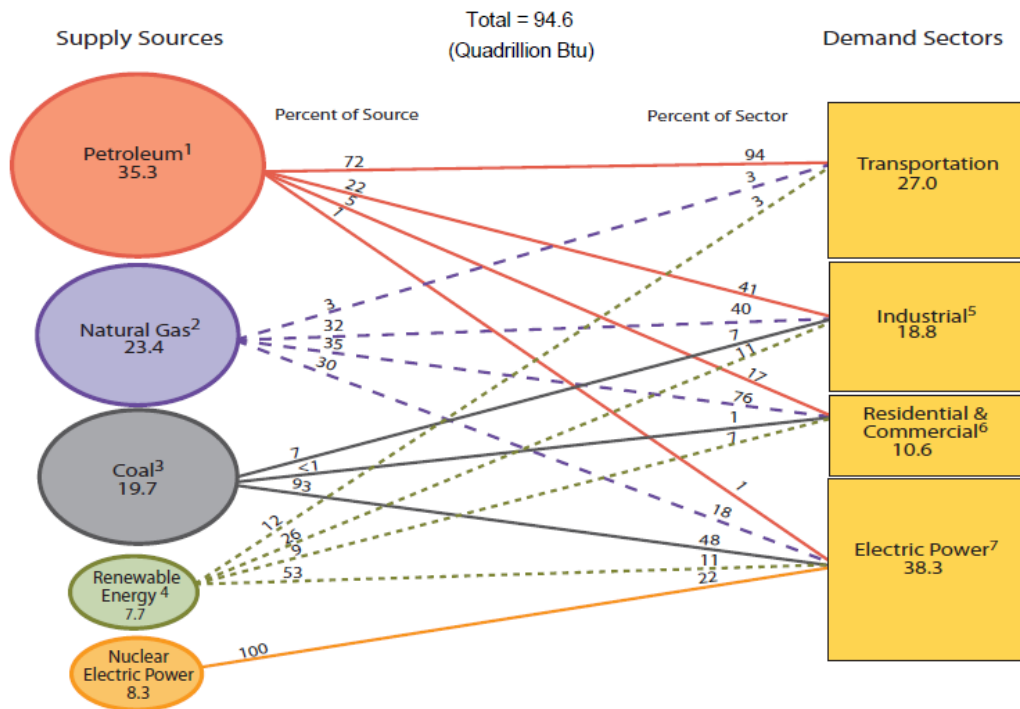 Total = 94.6
Supply Sources
Demand Sectors
(Quadrillion Btu)
Percent of Source
Percent of Sector
Petroleum¹
35.3
72
22
5
1
94
3
3
Transportation
27.0
Natural Gas²
23.4
3
32
35
30
41
40
7
11
Industrial⁵
18.8
17
76
1
7
Residential &
Commercial⁶
10.6
Coal³
19.7
7
<1
93
1
18
48
11
22
Electric Power⁷
38.3
Renewable
Energy ⁴
7.7
12
26
9
53
Nuclear
Electric Power
8.3
100